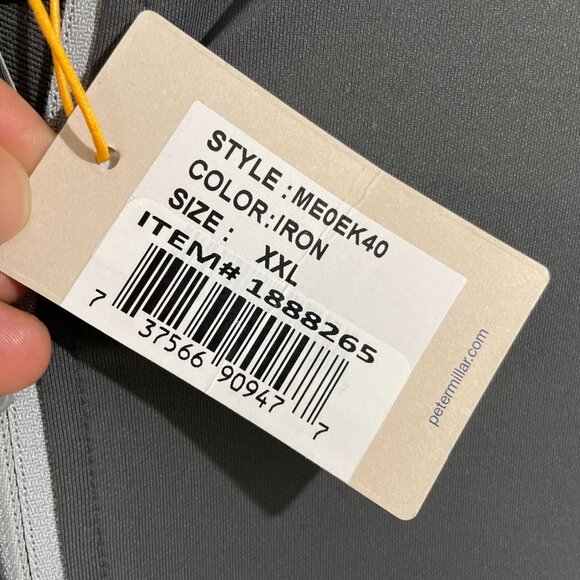 STYLE: ME0EK40
COLOR: IRON
SIZE: XXL
ITEM# 1888265
7 37566 90947 7
petermillar.com